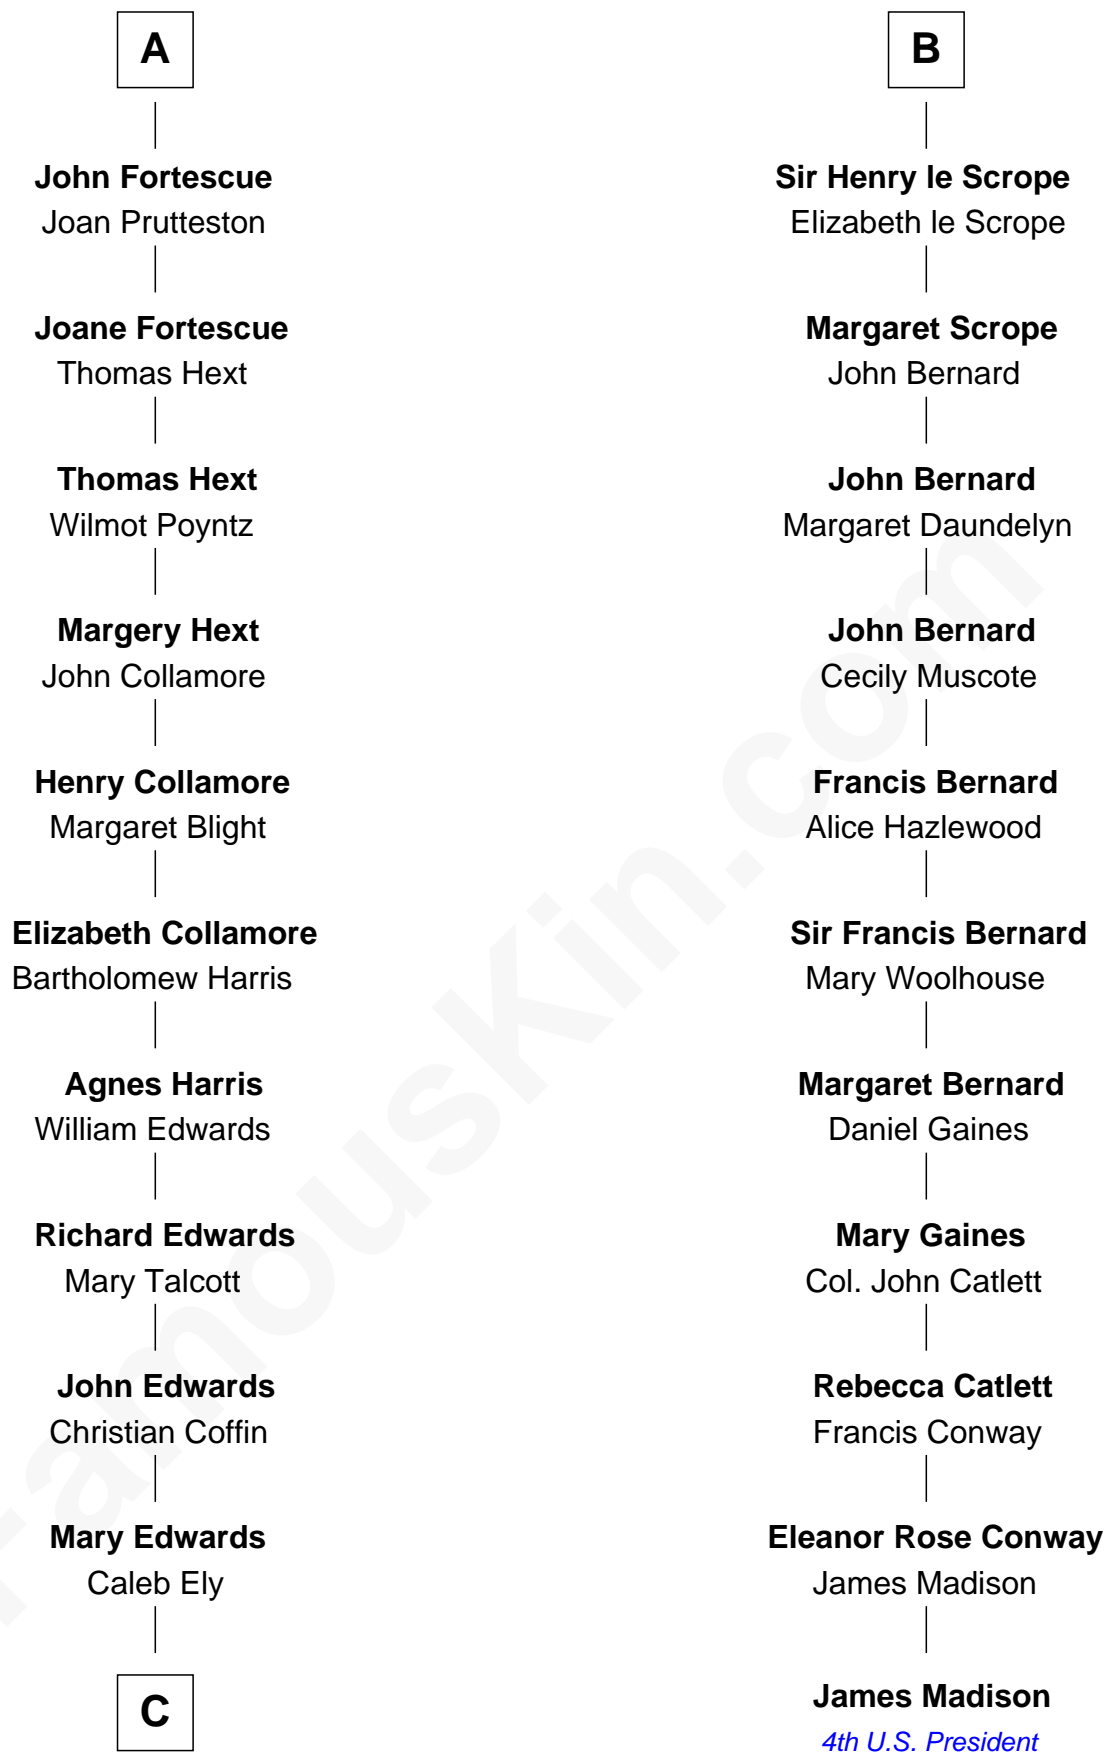 A
John Fortescue
Joan Prutteston
Joane Fortescue
Thomas Hext
Thomas Hext
Wilmot Poyntz
Margery Hext
John Collamore
Henry Collamore
Margaret Blight
Elizabeth Collamore
Bartholomew Harris
Agnes Harris
William Edwards
Richard Edwards
Mary Talcott
John Edwards
Christian Coffin
Mary Edwards
Caleb Ely
C
B
Sir Henry le Scrope
Elizabeth le Scrope
Margaret Scrope
John Bernard
John Bernard
Margaret Daundelyn
John Bernard
Cecily Muscote
Francis Bernard
Alice Hazlewood
Sir Francis Bernard
Mary Woolhouse
Margaret Bernard
Daniel Gaines
Mary Gaines
Col. John Catlett
Rebecca Catlett
Francis Conway
Eleanor Rose Conway
James Madison
James Madison
4th U.S. President
FamousKin.com